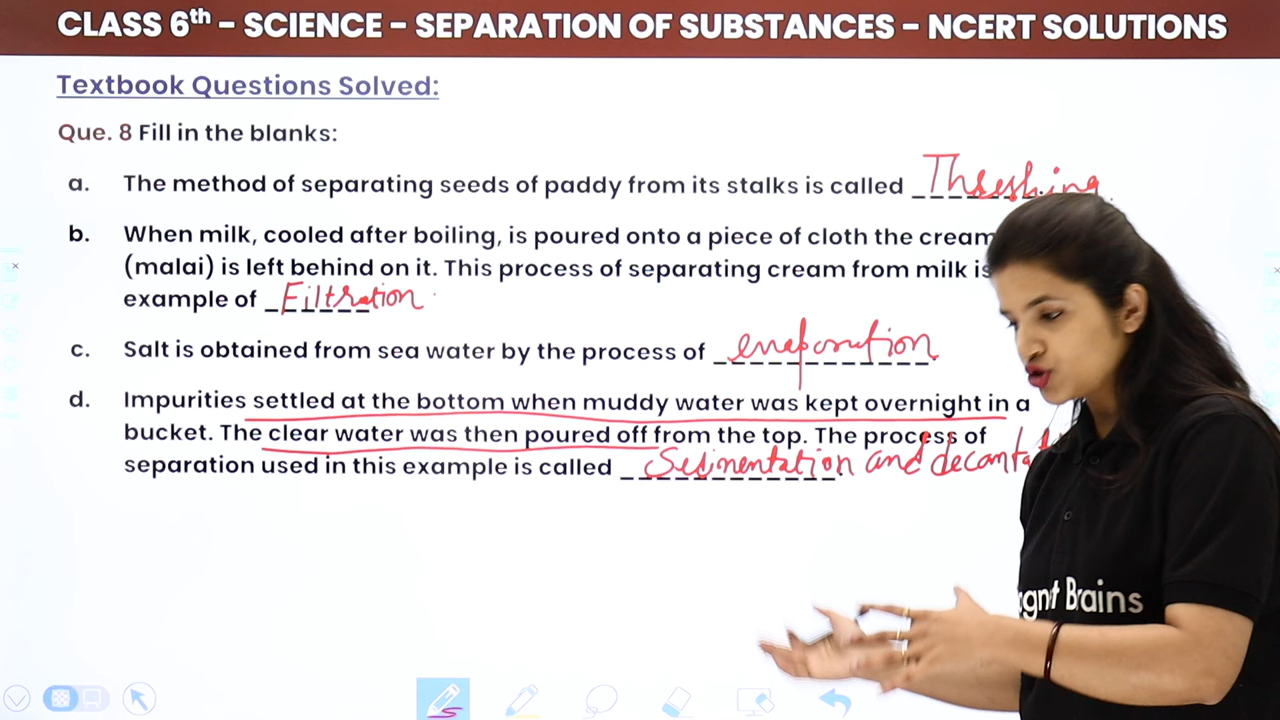 CLASS 6th – SCIENCE – SEPARATION OF SUBSTANCES – NCERT SOLUTIONS
Textbook Questions Solved:
Que. 8 Fill in the blanks:
a. The method of separating seeds of paddy from its stalks is called Threshing
b. When milk, cooled after boiling, is poured onto a piece of cloth the cream
(malai) is left behind on it. This process of separating cream from milk is
example of Filtration
c. Salt is obtained from sea water by the process of evaporation
d. Impurities settled at the bottom when muddy water was kept overnight in a
bucket. The clear water was then poured off from the top. The process of
separation used in this example is called Sedimentation and
Brains